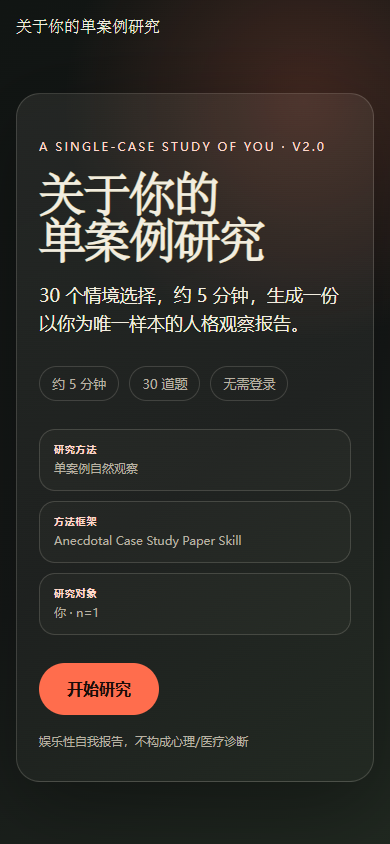 关于你的单案例研究
A SINGLE-CASE STUDY OF YOU · V2.0
关于你的
单案例研究
30 个情境选择，约 5 分钟，生成一份
以你为唯一样本的人格观察报告。
约 5 分钟
30 道题
无需登录
研究方法
单案例自然观察
方法框架
Anecdotal Case Study Paper Skill
研究对象
你 · n=1
开始研究
娱乐性自我报告，不构成心理/医疗诊断